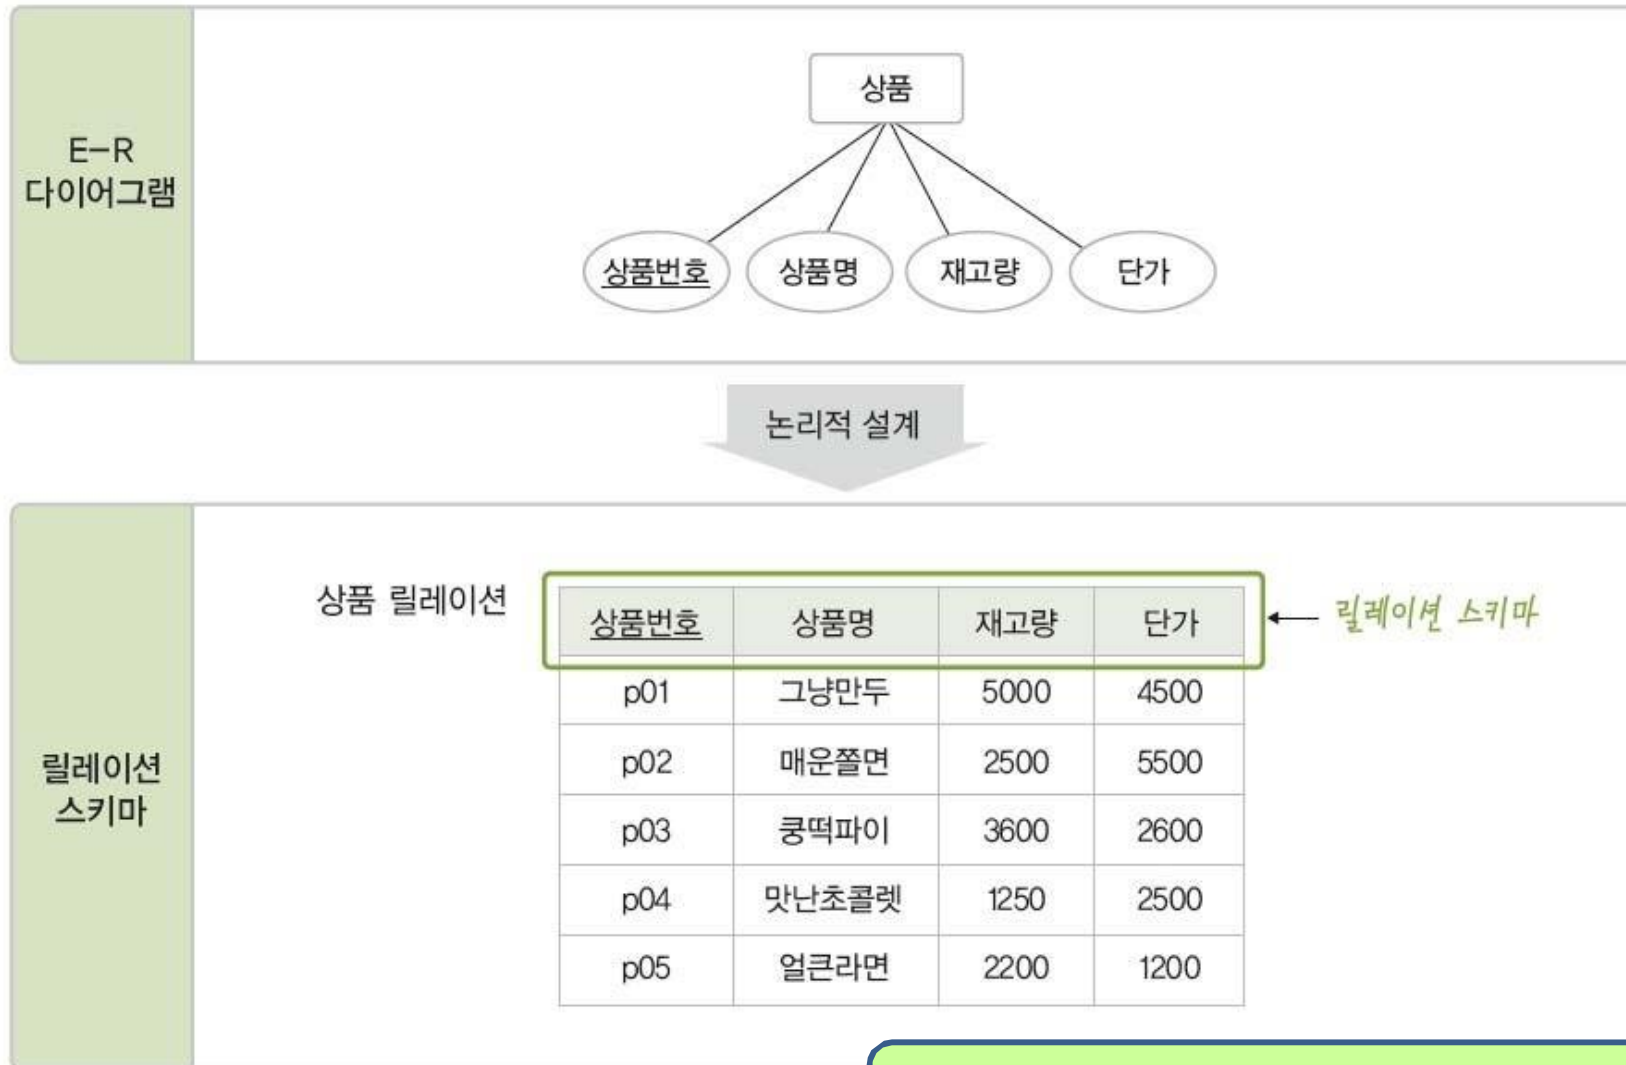 E-R
다이어그램
상품
상품번호 상품명 재고량 단가
논리적 설계
릴레이션
스키마
상품 릴레이션
상품번호 상품명 재고량 단가
릴레이션 스키마
p01 그냥만두 5000 4500
p02 매운쫄면 2500 5500
p03 쿵떡파이 3600 2600
p04 맛난초콜렛 1250 2500
p05 얼큰라면 2200 1200